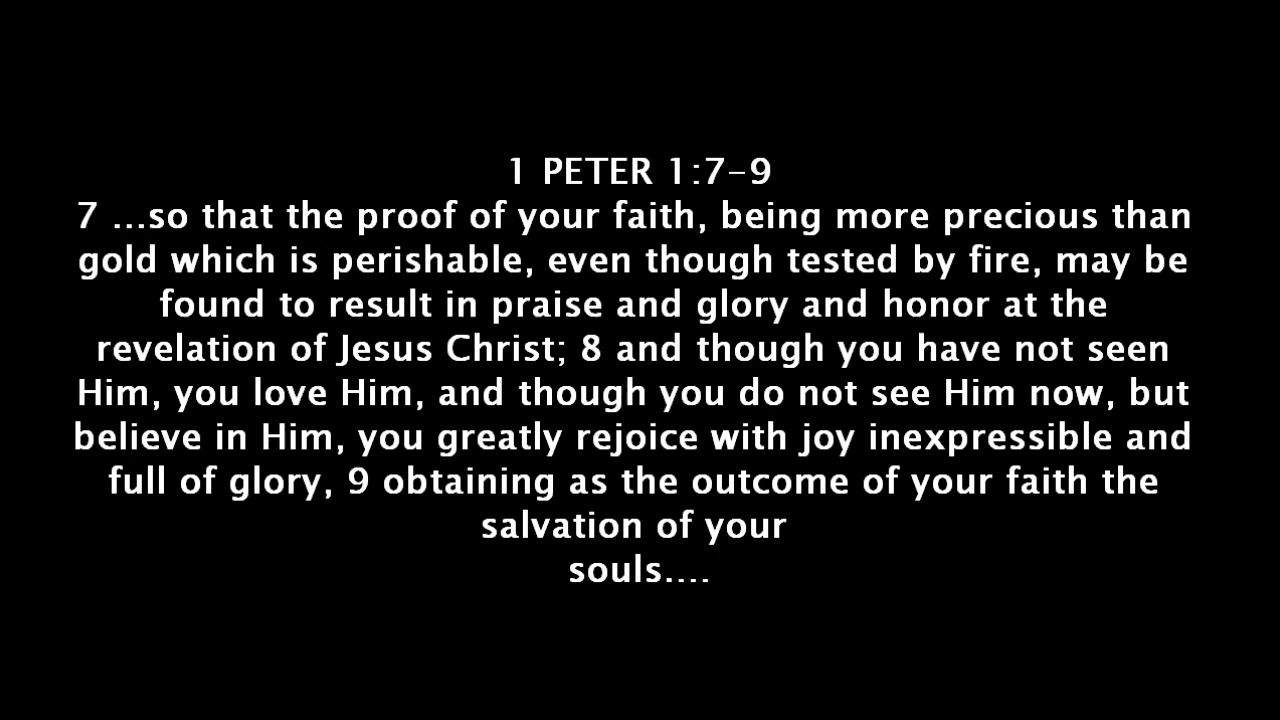 1 PETER 1:7-9
7 ...so that the proof of your faith, being more precious than
gold which is perishable, even though tested by fire, may be
found to result in praise and glory and honor at the
revelation of Jesus Christ; 8 and though you have not seen
Him, you love Him, and though you do not see Him now, but
believe in Him, you greatly rejoice with joy inexpressible and
full of glory, 9 obtaining as the outcome of your faith the
salvation of your
souls....